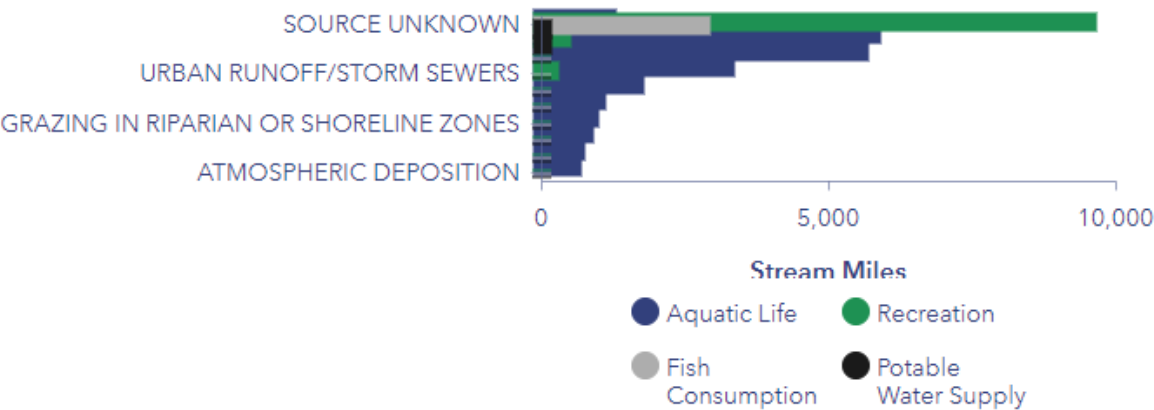 SOURCE UNKNOWN
URBAN RUNOFF/STORM SEWERS
GRAZING IN RIPARIAN OR SHORELINE ZONES
ATMOSPHERIC DEPOSITION
0 5,000 10,000
Stream Miles
Aquatic Life Recreation
Fish Potable
Consumption Water Supply